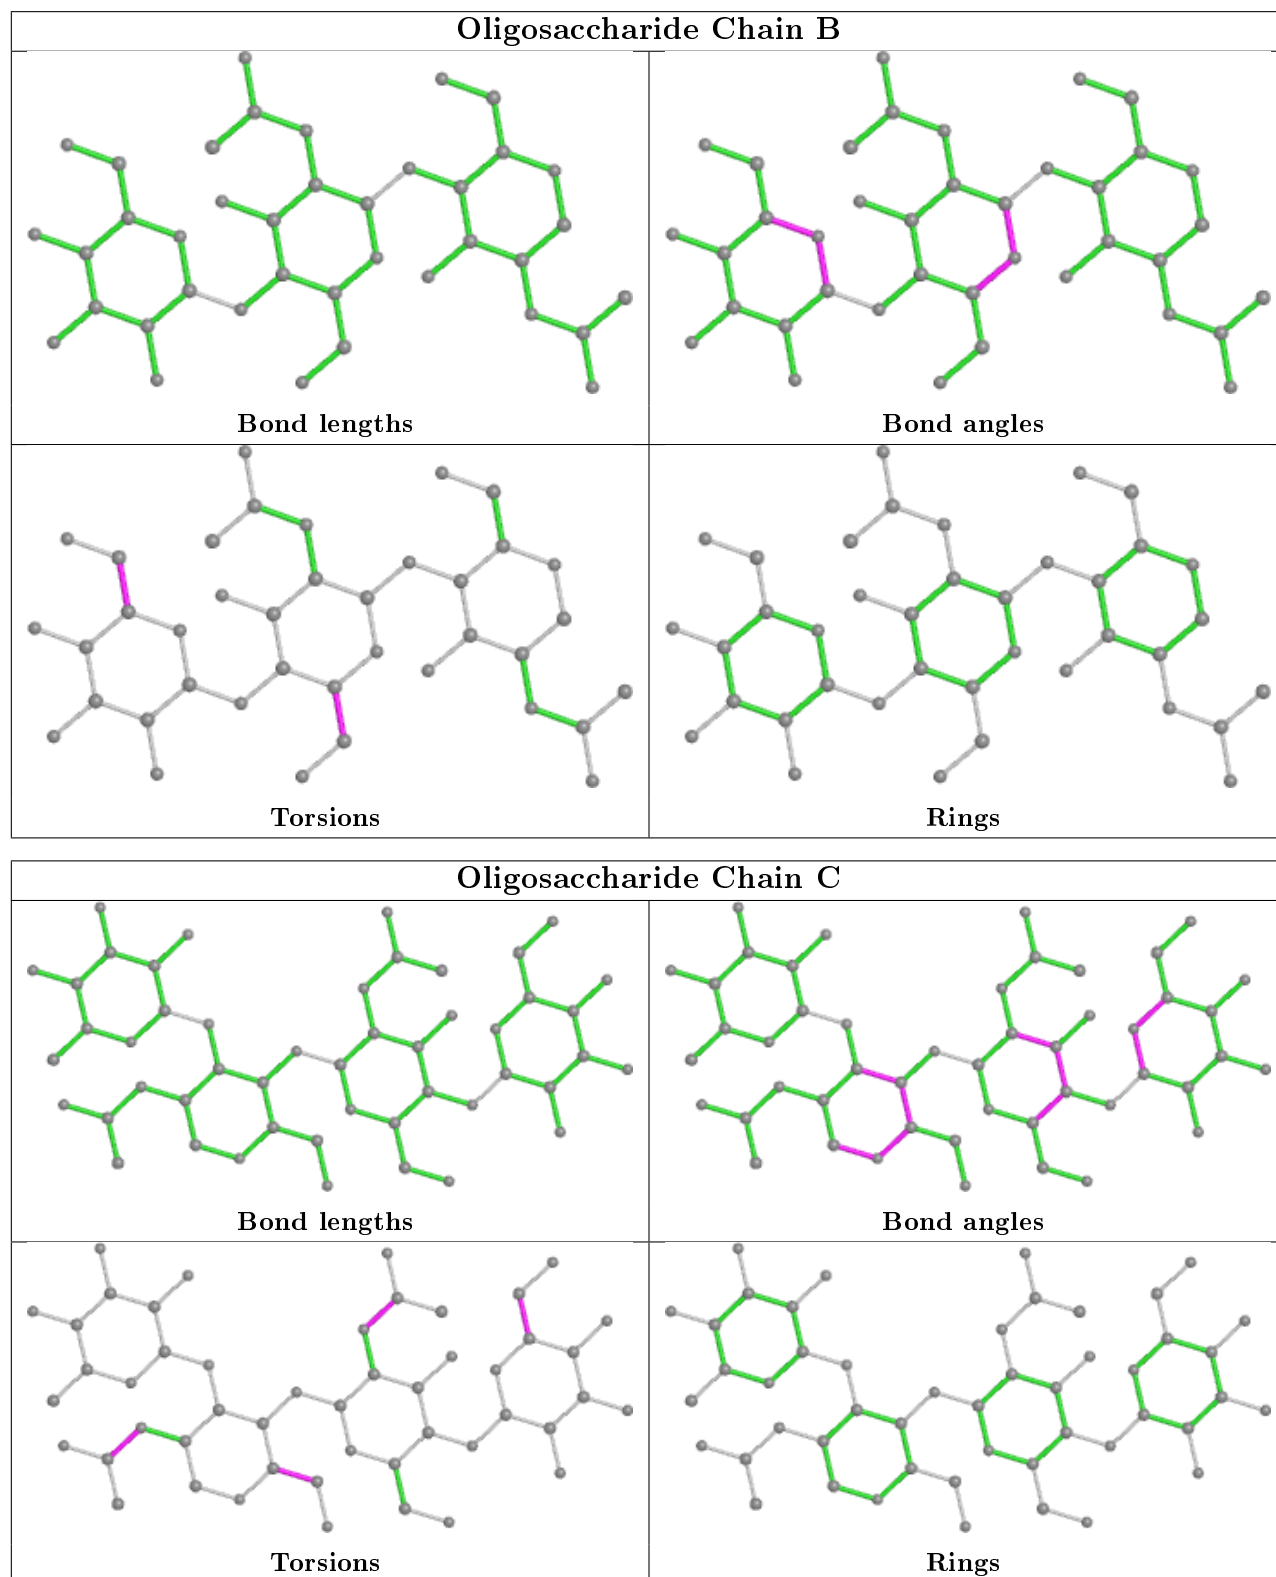 Oligosaccharide Chain B
Bond lengths
Bond angles
Torsions
Rings
Oligosaccharide Chain C
Bond lengths
Bond angles
Torsions
Rings